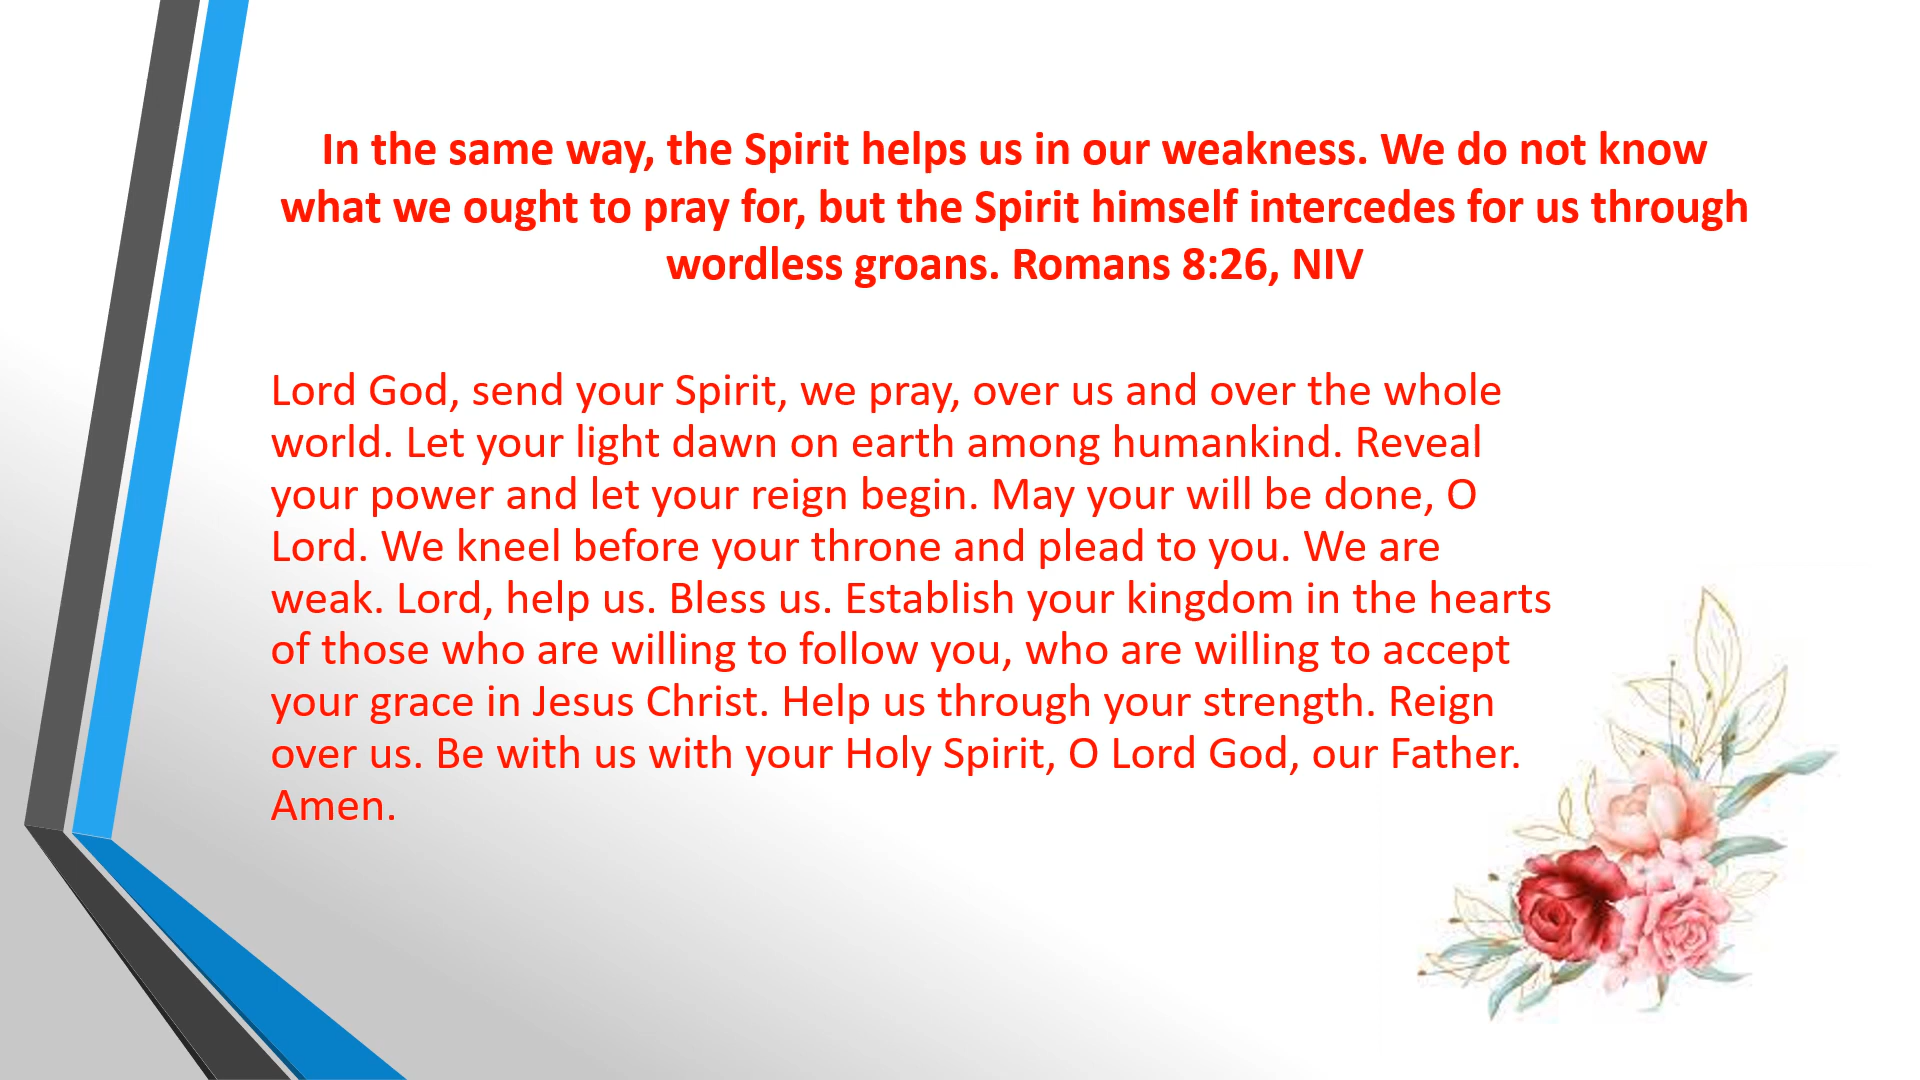 In the same way, the Spirit helps us in our weakness. We do not know
what we ought to pray for, but the Spirit himself intercedes for us through
wordless groans. Romans 8:26, NIV
Lord God, send your Spirit, we pray, over us and over the whole
world. Let your light dawn on earth among humankind. Reveal
your power and let your reign begin. May your will be done, O
Lord. We kneel before your throne and plead to you. We are
weak. Lord, help us. Bless us. Establish your kingdom in the hearts
of those who are willing to follow you, who are willing to accept
your grace in Jesus Christ. Help us through your strength. Reign
over us. Be with us with your Holy Spirit, O Lord God, our Father.
Amen.